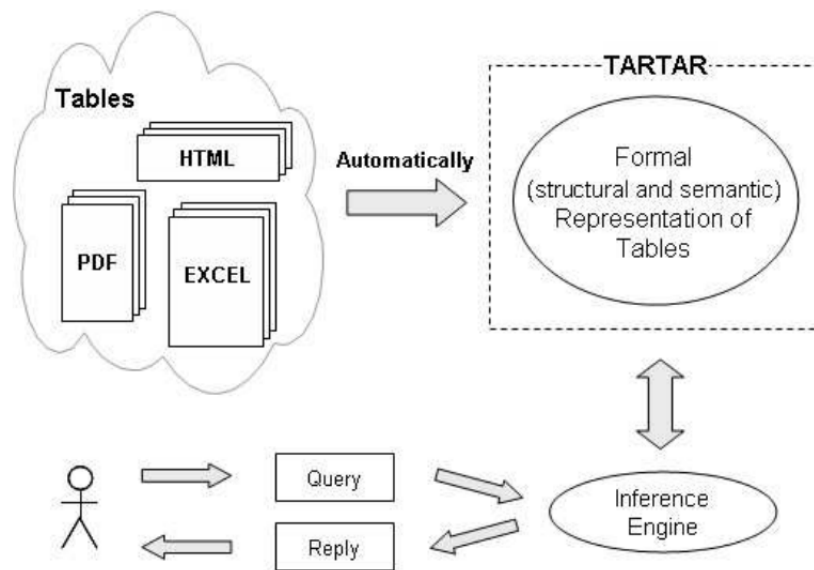 TARTAR
Tables
HTML
PDF
EXCEL
Automatically
Formal
(structural and semantic)
Representation of
Tables
Query
Reply
Inference
Engine